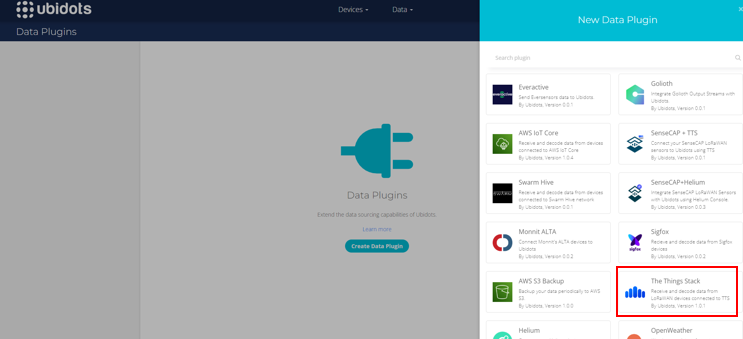 ubidots
Devices
Data
Data Plugins
Data Plugins
Extend the data sourcing capabilities of Ubidots.
Learn more
Create Data Plugin
New Data Plugin
Search plugin
Everactive
Send Eversensors data to Ubidots
By Ubidots, Version 0.0.1
Golioth
Integrate Golioth Output Streams with
Ubidots.
By Ubidots, Version 0.0.1
AWS IoT Core
Receive and decode data from devices
connected to AWS IoT Core
By Ubidots, Version 1.0.4
SenseCAP + TTS
Connect your SenseCAP LoRaWAN
sensors to Ubidots using TTS
By Ubidots, Version 0.0.1
Swarm Hive
Receive and decode data from devices
connected to Swarm Hive network
By Ubidots, Version 0.0.1
SenseCAP+Helium
Integrate SenseCAP LoRaWAN Sensors
with Ubidots using Helium Console
By Ubidots, Version 0.0.3
Monnit ALTA
Connect Monnit's ALTA devices to
Ubidots
By Ubidots, Version 0.0.2
sigfox
Sigfox
Receive and decode data from Sigfox
devices
By Ubidots, Version 0.0.2
AWS S3 Backup
Backup your data periodically to AWS
S3
By Ubidots, Version 1.0.0
The Things Stack
Receive and decode data from
LoRaWAN devices connected to TTS
By Ubidots, Version 1.0.1
Helium
OpenWeather